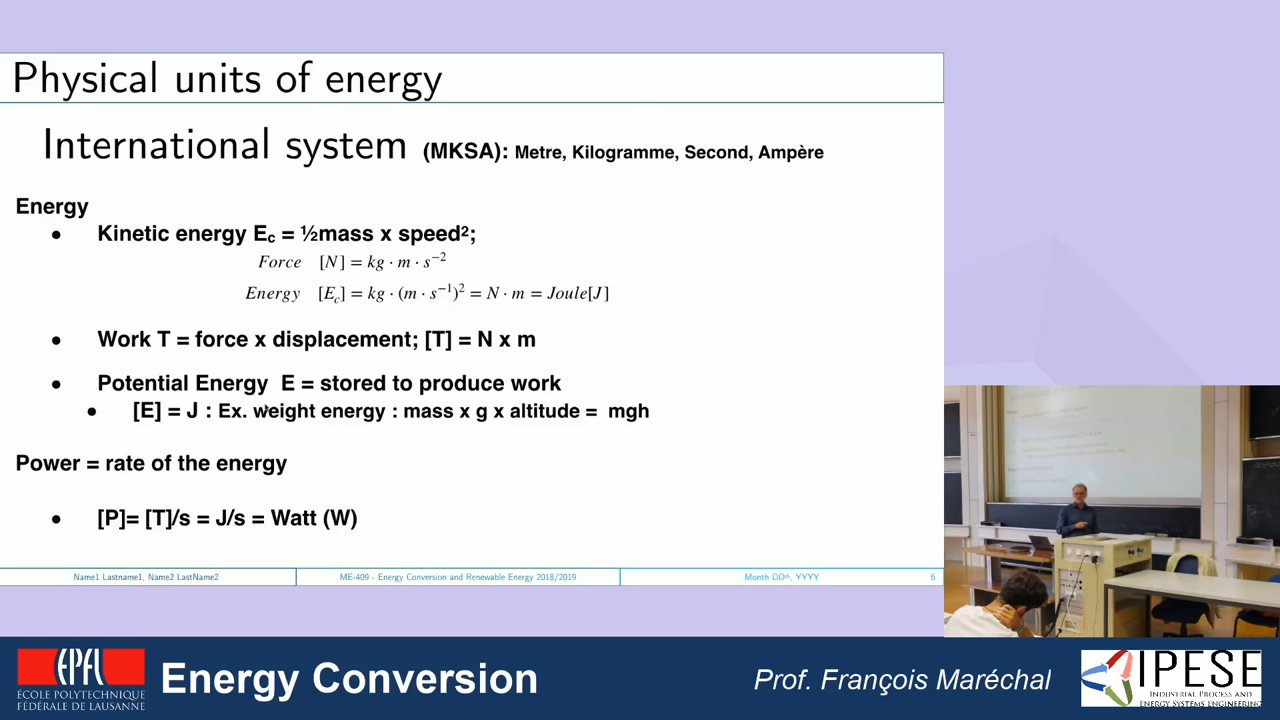 Physical units of energy
International system (MKSA): Metre, Kilogramme, Second, Ampère
Energy
• Kinetic energy E_c = ½mass x speed²;
Force [N] = kg · m · s⁻²
Energy [E_c] = kg · (m · s⁻¹)² = N · m = Joule[J]
• Work T = force x displacement; [T] = N x m
• Potential Energy E = stored to produce work
• [E] = J : Ex. weight energy : mass x g x altitude = mgh
Power = rate of the energy
• [P]= [T]/s = J/s = Watt (W)
Name1 Lastname1, Name2 LastName2
ME-409 - Energy Conversion and Renewable Energy 2018/2019
Month DDᵗʰ, YYYY
6
EPFL
ÉCOLE POLYTECHNIQUE
FÉDÉRALE DE LAUSANNE
Energy Conversion
Prof. François Maréchal
IPESE
Industrial Process and
Energy Systems Engineering